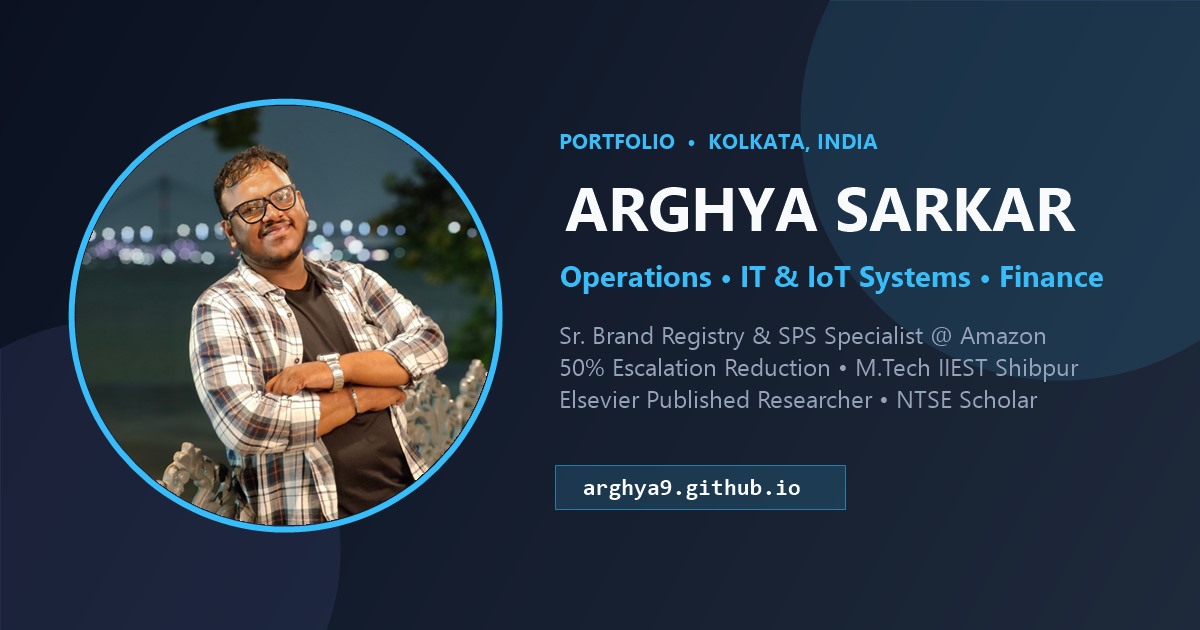 PORTFOLIO • KOLKATA, INDIA
ARGHYA SARKAR
Operations • IT & IoT Systems • Finance
Sr. Brand Registry & SPS Specialist @ Amazon
50% Escalation Reduction • M.Tech IIEST Shibpur
Elsevier Published Researcher • NTSE Scholar
arghya9.github.io